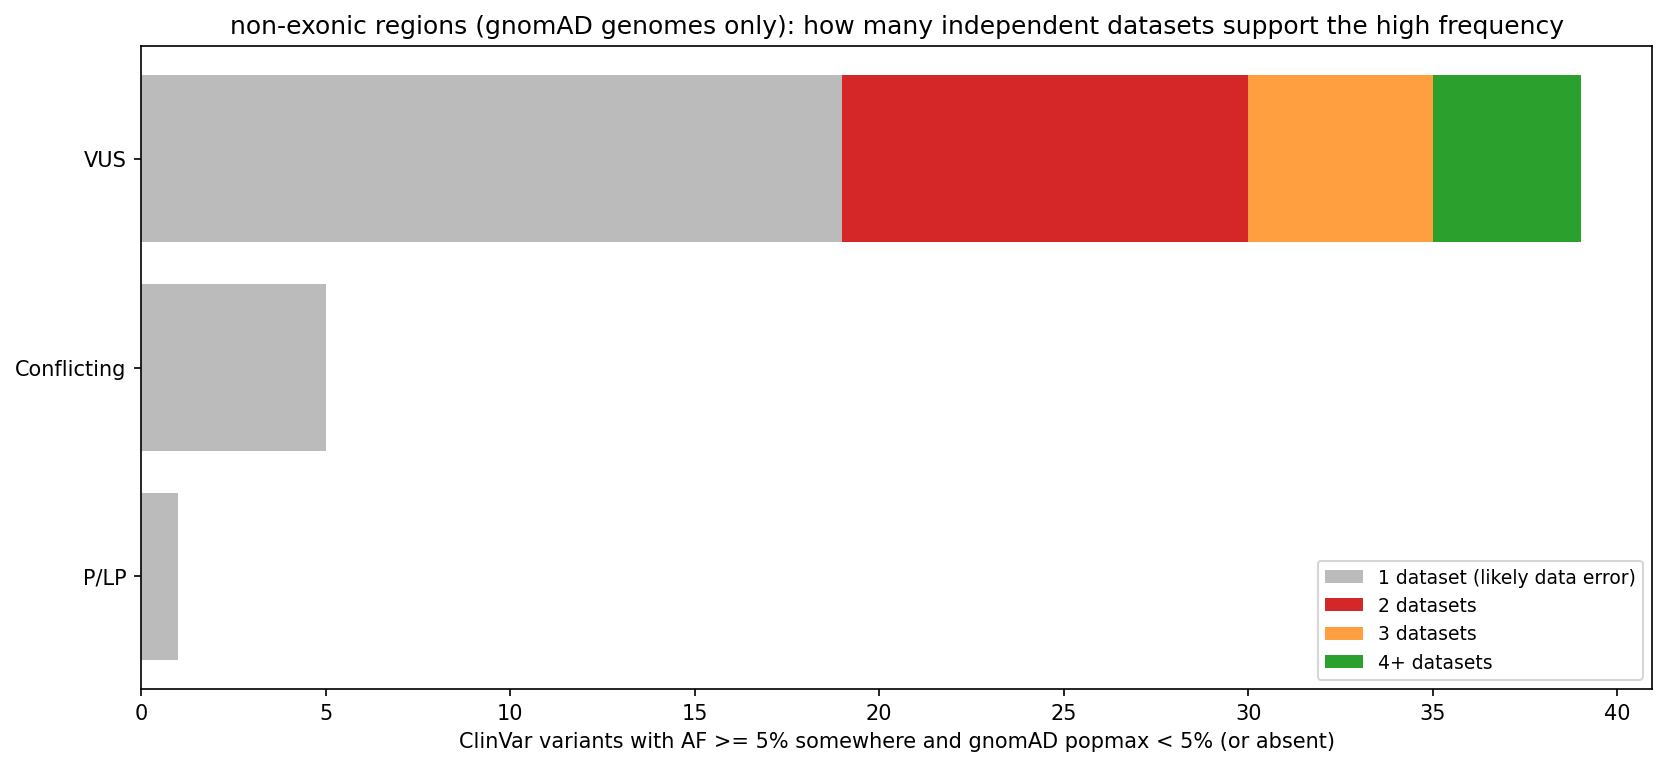 non-exonic regions (gnomAD genomes only): how many independent datasets support the high frequency
VUS
Conflicting
P/LP
1 dataset (likely data error)
2 datasets
3 datasets
4+ datasets
0 5 10 15 20 25 30 35 40
ClinVar variants with AF >= 5% somewhere and gnomAD popmax < 5% (or absent)